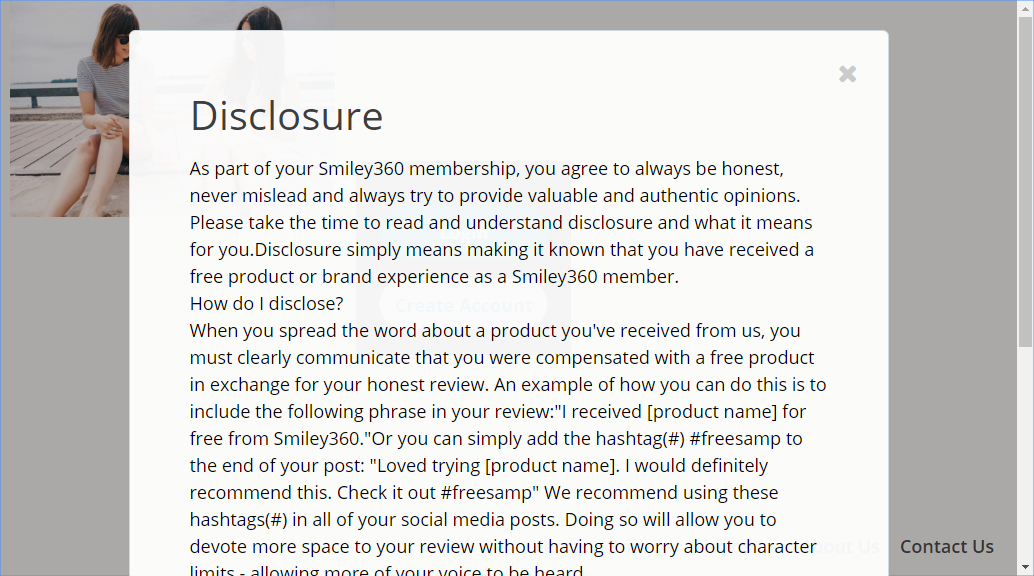 Disclosure
As part of your Smiley360 membership, you agree to always be honest,
never mislead and always try to provide valuable and authentic opinions.
Please take the time to read and understand disclosure and what it means
for you.Disclosure simply means making it known that you have received a
free product or brand experience as a Smiley360 member.
Create Account
How do I disclose?
When you spread the word about a product you've received from us, you
must clearly communicate that you were compensated with a free product
in exchange for your honest review. An example of how you can do this is to
include the following phrase in your review:"I received [product name] for
free from Smiley360."Or you can simply add the hashtag(#) #freesamp to
the end of your post: "Loved trying [product name]. I would definitely
recommend this. Check it out #freesamp" We recommend using these
hashtags(#) in all of your social media posts. Doing so will allow you to
devote more space to your review without having to worry about character
limits - allowing more of your voice to be heard.
About Us Contact Us